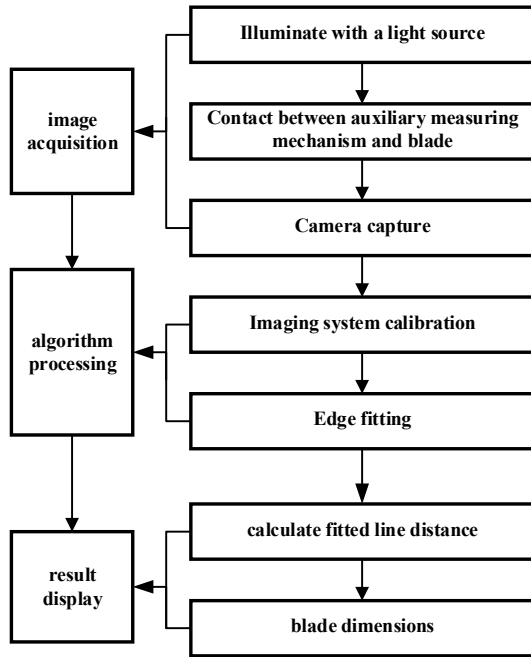 Illuminate with a light source
image
acquisition
Contact between auxiliary measuring
mechanism and blade
Camera capture
algorithm
processing
Imaging system calibration
Edge fitting
result
display
calculate fitted line distance
blade dimensions